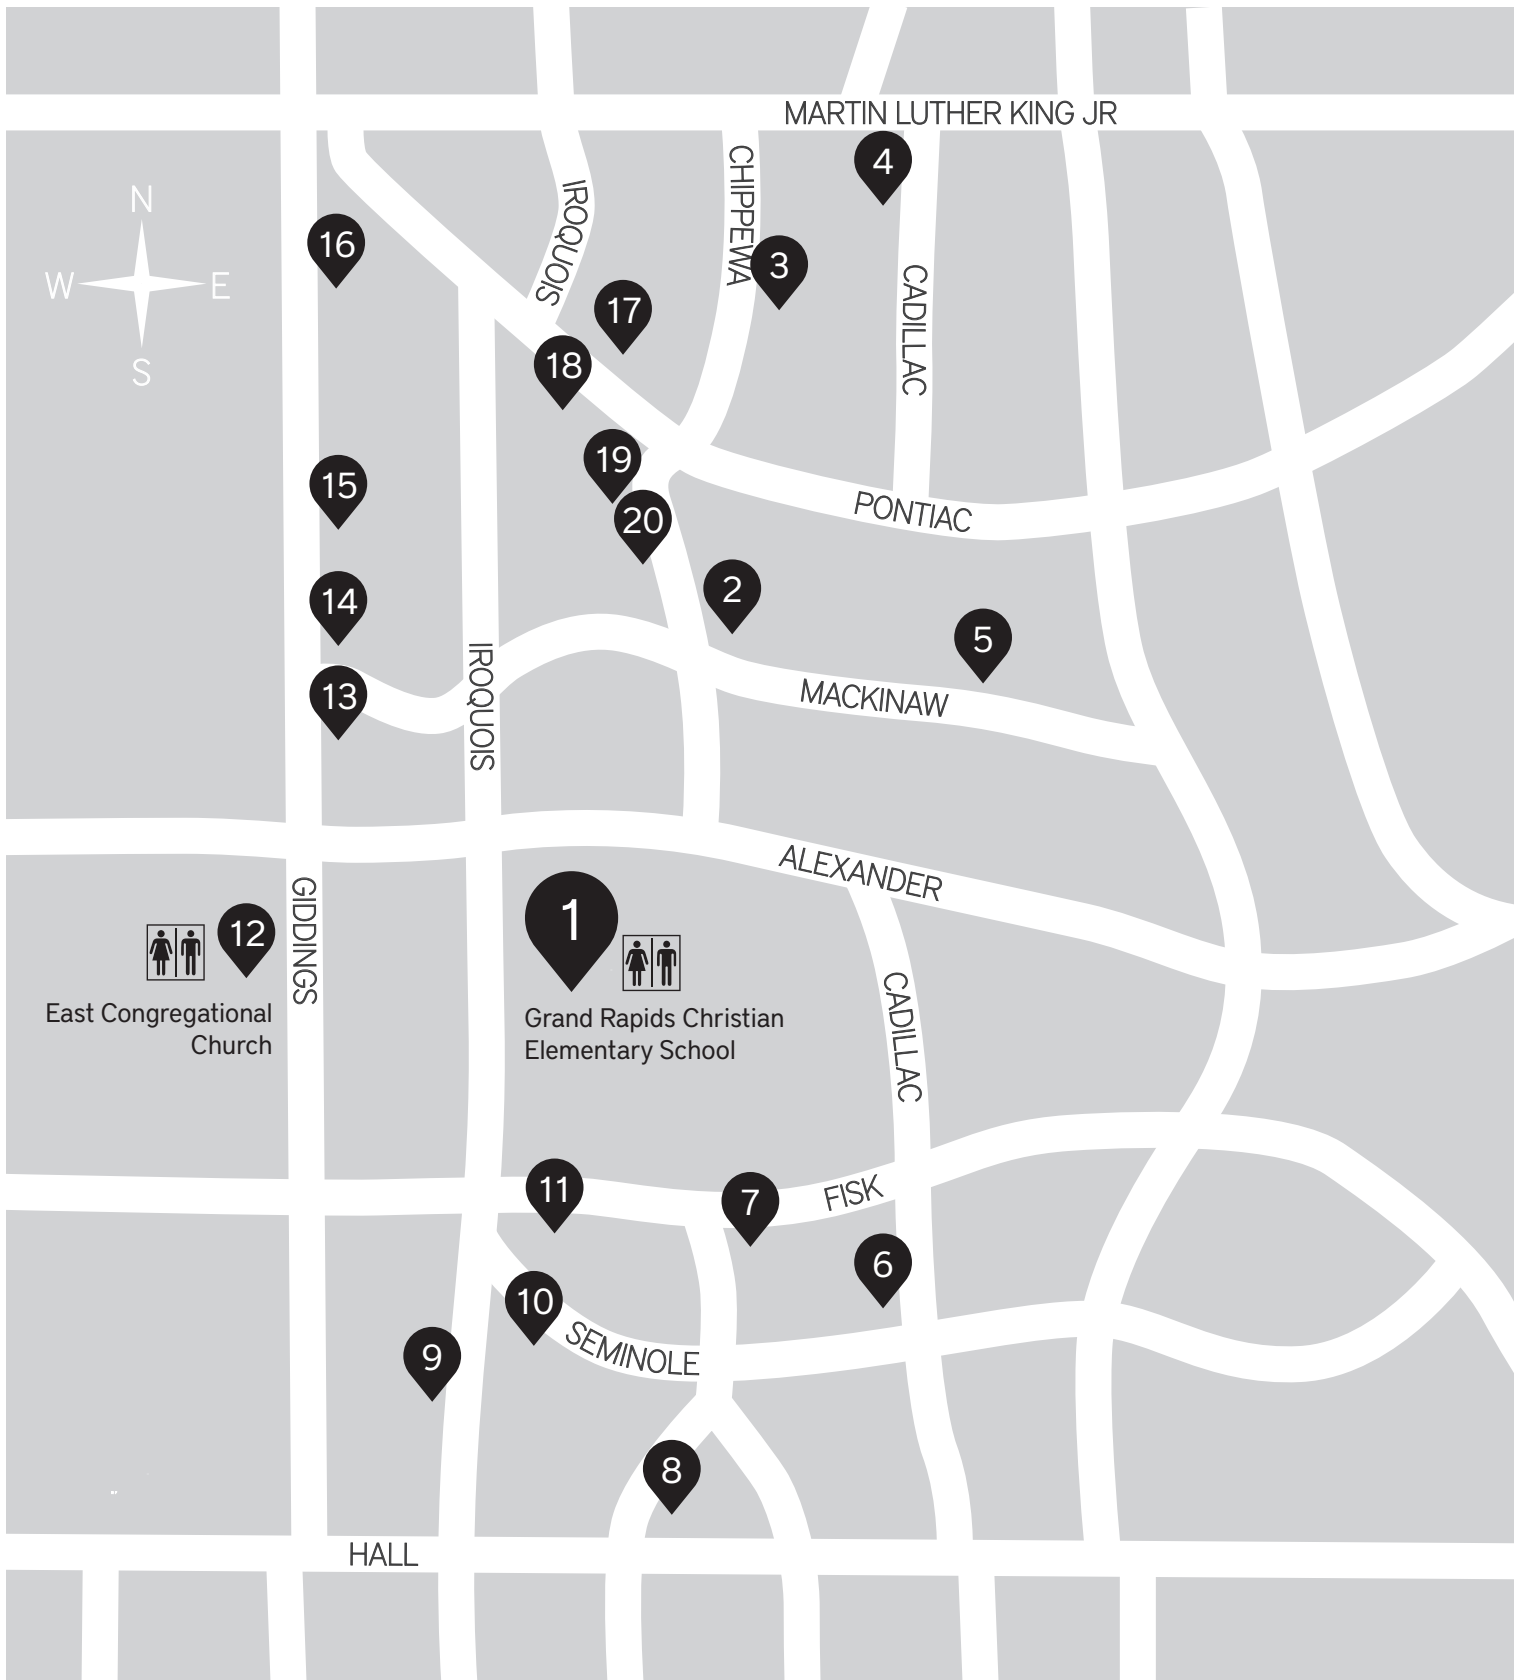 MARTIN LUTHER KING JR
4
CHIPPEWA
IROQUOIS
N
W
E
S
16
3
CADILLAC
17
18
19
15
PONTIAC
20
2
14
5
IROQUOIS
13
MACKINAW
ALEXANDER
GIDDINGS
12
1
East Congregational
Church
Grand Rapids Christian
Elementary School
CADILLAC
11
7
FISK
6
10
SEMINOLE
9
8
HALL